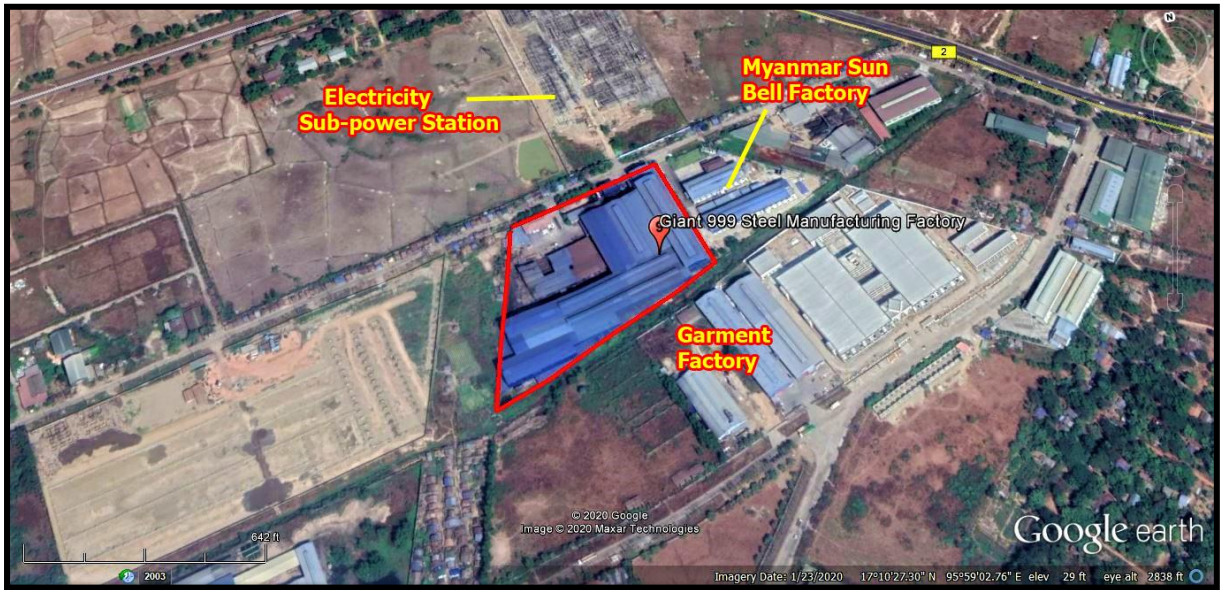 N
2
Myanmar Sun
Bell Factory
Electricity
Sub-power Station
Giant 999 Steel Manufacturing Factory
Garment
Factory
© 2020 Google
Image © 2020 Maxar Technologies
Google earth
642 ft
2003
Imagery Date: 1/23/2020 17°10'27.30" N 95°59'02.76" E elev 29 ft eye alt 2838 ft